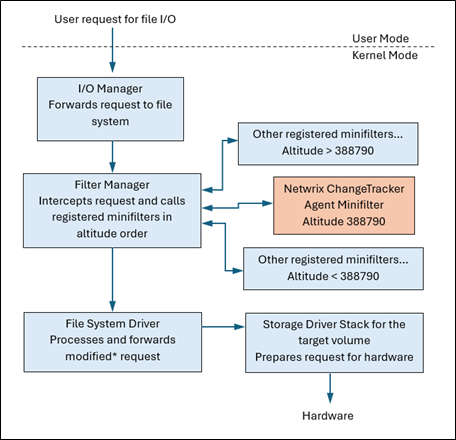 User request for file I/O
User Mode
Kernel Mode
I/O Manager
Forwards request to file
system
Other registered minifilters...
Altitude > 388790
Filter Manager
Intercepts request and calls
registered minifilters in
altitude order
Netwrix ChangeTracker
Agent Minifilter
Altitude 388790
Other registered minifilters...
Altitude < 388790
File System Driver
Processes and forwards
modified* request
Storage Driver Stack for the
target volume
Prepares request for hardware
Hardware